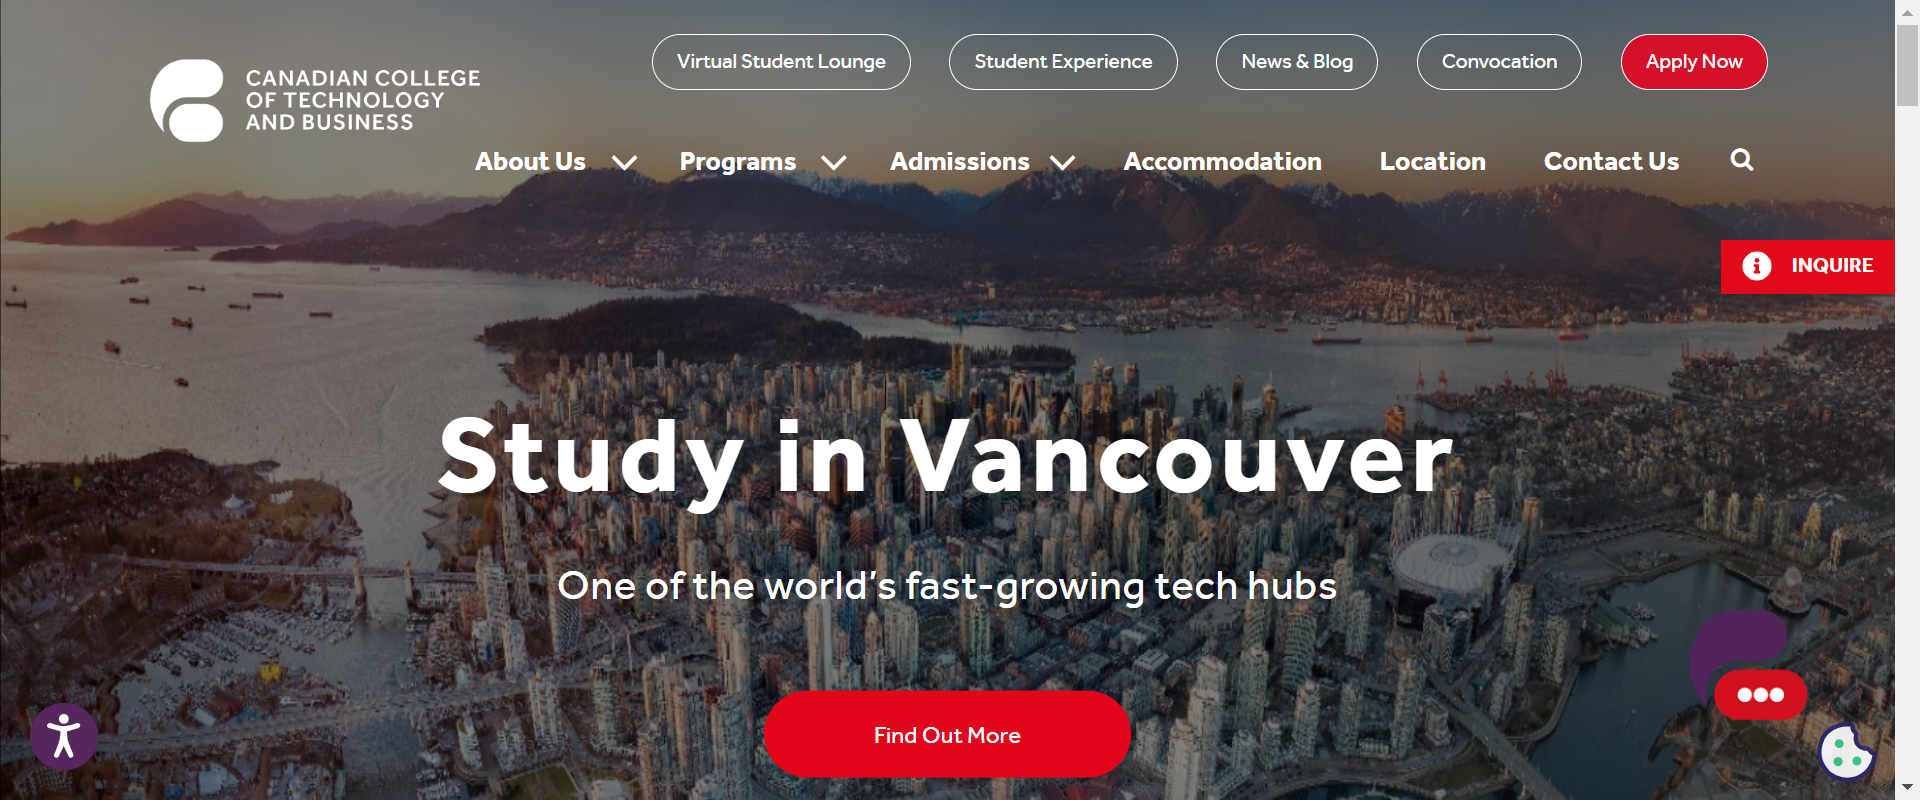 Virtual Student Lounge
Student Experience
News & Blog
Convocation
Apply Now
CANADIAN COLLEGE
OF TECHNOLOGY
AND BUSINESS
About Us
Programs
Admissions
Accommodation
Location
Contact Us
INQUIRE
Study in Vancouver
One of the world's fast-growing tech hubs
Find Out More